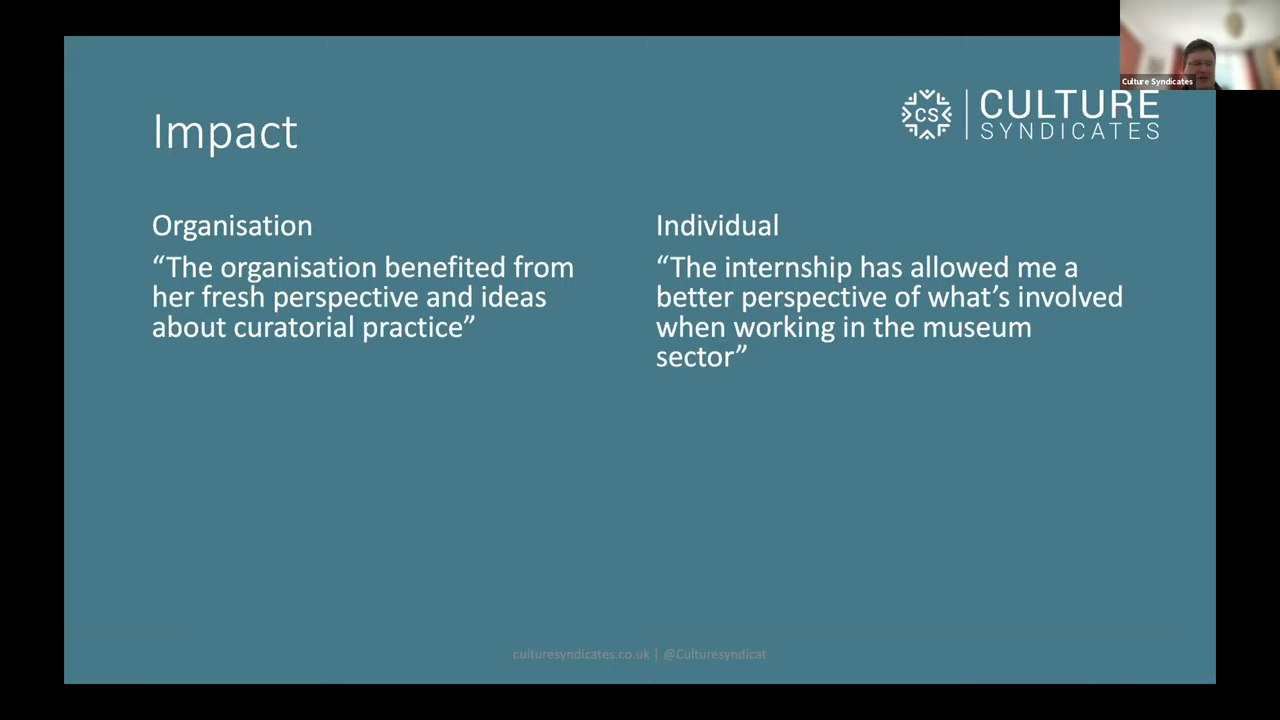 Culture Syndicates
CS
CULTURE
SYNDICATES
Impact
Organisation
“The organisation benefited from
her fresh perspective and ideas
about curatorial practice”
Individual
“The internship has allowed me a
better perspective of what’s involved
when working in the museum
sector”
culturesyndicates.co.uk | @Culturesyndicat